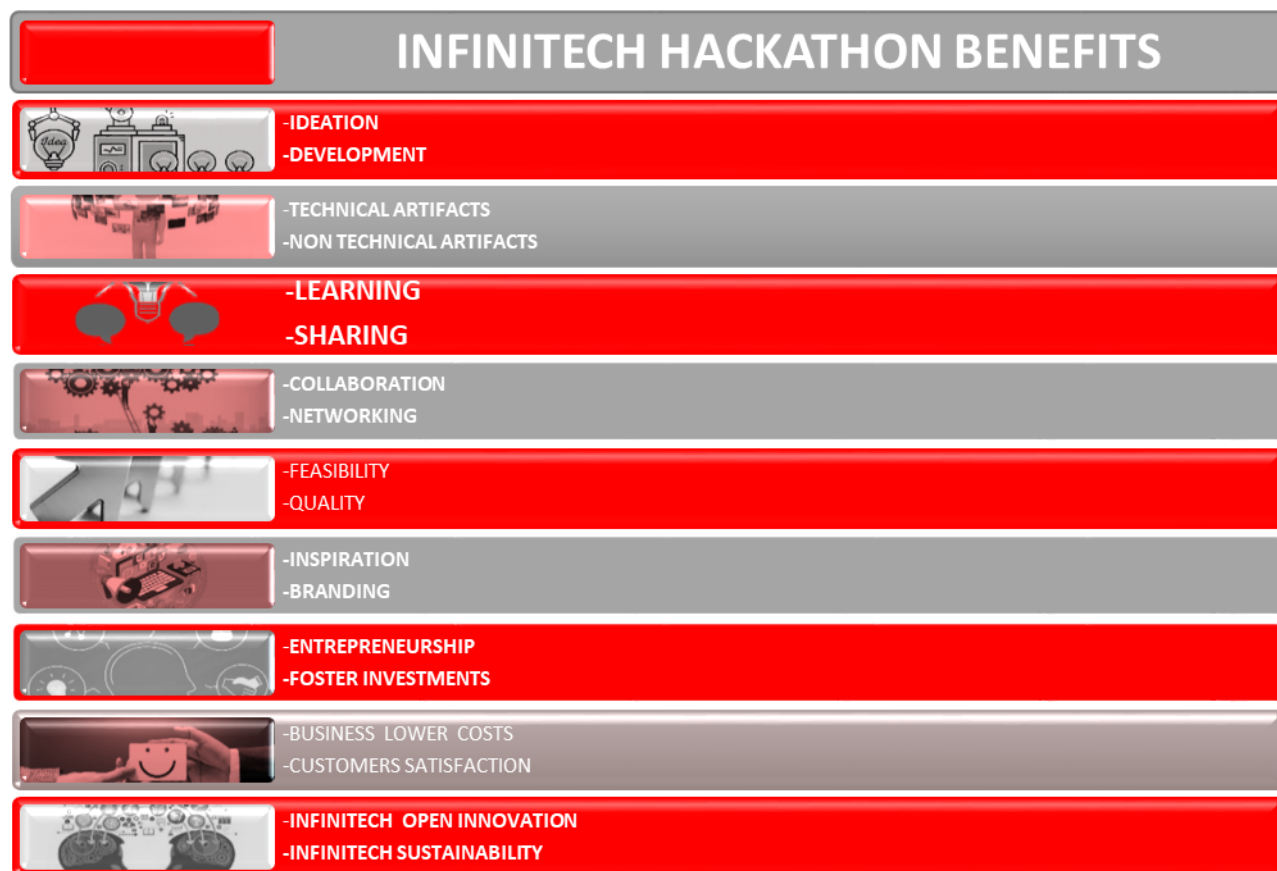 INFINITECH HACKATHON BENEFITS
Idea
-IDEATION
-DEVELOPMENT
-TECHNICAL ARTIFACTS
-NON TECHNICAL ARTIFACTS
-LEARNING
-SHARING
-COLLABORATION
-NETWORKING
-FEASIBILITY
-QUALITY
-INSPIRATION
-BRANDING
-ENTREPRENEURSHIP
-FOSTER INVESTMENTS
-BUSINESS LOWER COSTS
-CUSTOMERS SATISFACTION
-INFINITECH OPEN INNOVATION
-INFINITECH SUSTAINABILITY